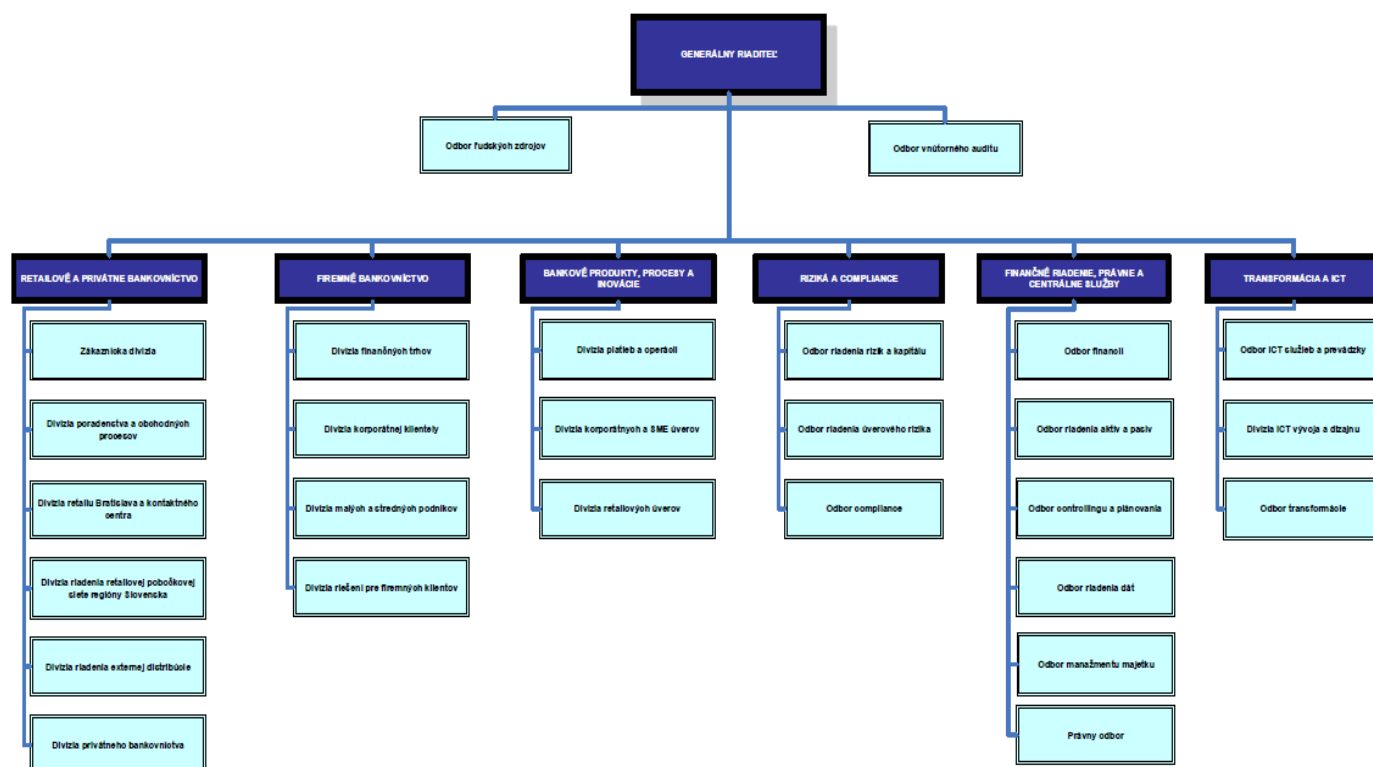 GENERÁLNY RIADITEĽ
Odbor ľudských zdrojov
Odbor vnútorného auditu
RETAILOVÉ A PRIVÁTNE BANKOVNÍCTVO
Zákaznícka divízia
Divízia poradenstva a obchodných
procesov
Divízia retailu Bratislava a kontaktného
centra
Divízia riadenia retailovej pobočkovej
siete regióny Slovenska
Divízia riadenia externej distribúcie
Divízia privátneho bankovníctva
FIREMNÉ BANKOVNÍCTVO
Divízia finančných trhov
Divízia korporátnej klientely
Divízia malých a stredných podnikov
Divízia riešení pre firemných klientov
BANKOVÉ PRODUKTY, PROCESY A
INOVÁCIE
Divízia platieb a operácií
Divízia korporátnych a SME úverov
Divízia retailových úverov
RIZIKÁ A COMPLIANCE
Odbor riadenia rizík a kapitálu
Odbor riadenia úverového rizika
Odbor compliance
FINANČNÉ RIADENIE, PRÁVNE A
CENTRÁLNE SLUŽBY
Odbor financií
Odbor riadenia aktív a pasív
Odbor controllingu a plánovania
Odbor riadenia dát
Odbor manažmentu majetku
Právny odbor
TRANSFORMÁCIA A ICT
Odbor ICT služieb a prevádzky
Divízia ICT vývoja a dizajnu
Odbor transformácie